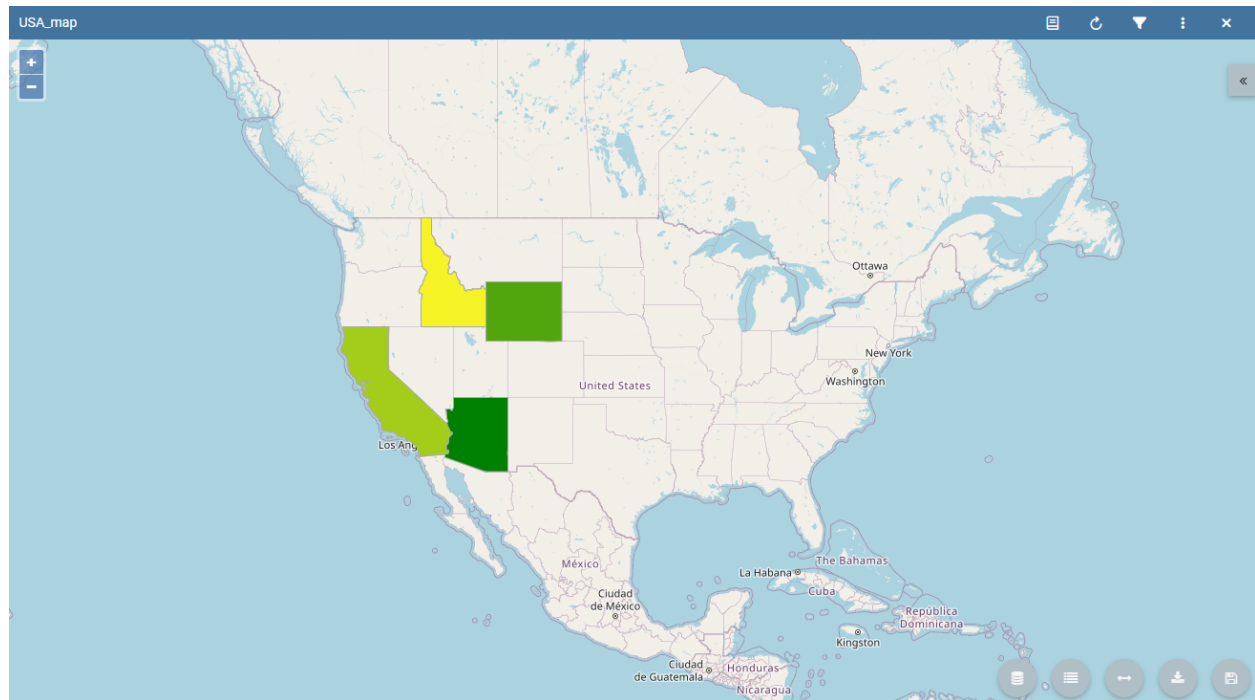 USA_map
+
−
«
Ottawa
New York
Washington
United States
Los Ang
México
La Habana
The Bahamas
Cuba
Ciudad
de México
República
Dominicana
Kingston
Ciudad
de Guatemala
Honduras
Nicaragua